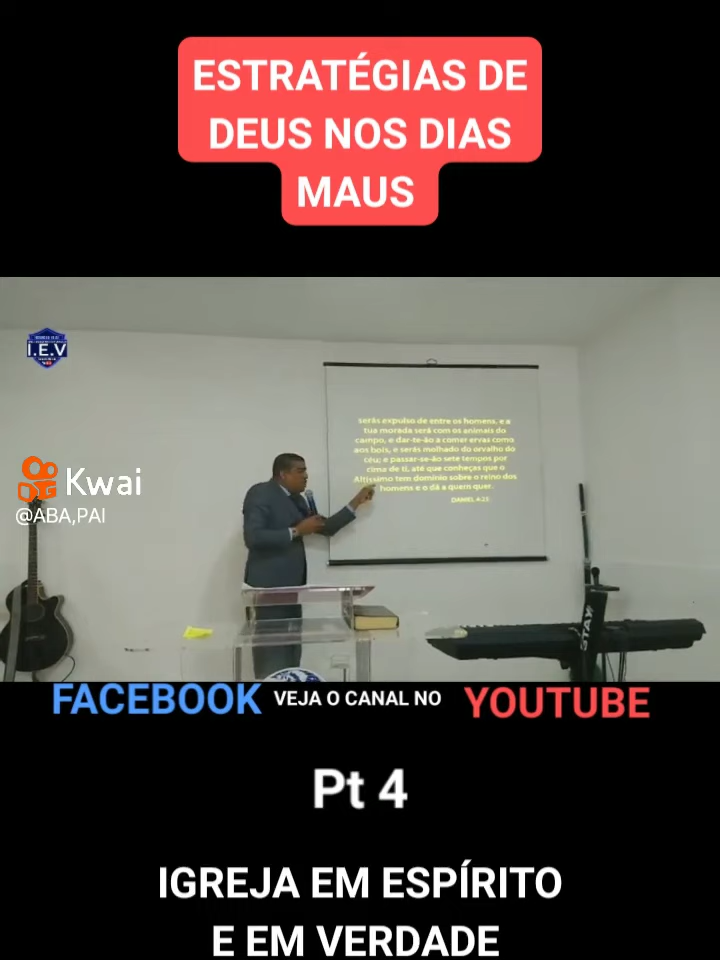 ESTRATÉGIAS DE
DEUS NOS DIAS
MAUS
I.E.V
Kwai
@ABA,PAI
serás expulso de entre os homens, e a
tua morada será com os animais do
campo, e dar-te-ão a comer ervas como
aos bois, e serás molhado do orvalho do
céu; e passar-se-ão sete tempos por
cima de ti, até que conheças que o
Altíssimo tem domínio sobre o reino dos
homens e o dá a quem quer.
DANIEL 4:25
STAY
FACEBOOK VEJA O CANAL NO YOUTUBE
Pt 4
IGREJA EM ESPÍRITO
E EM VERDADE